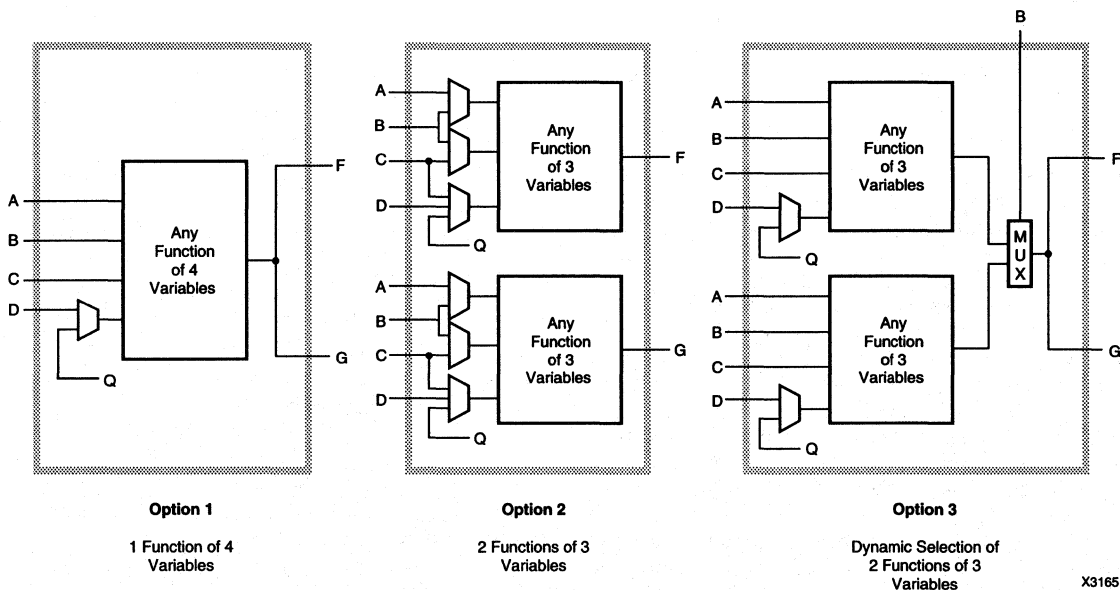 A
B
C
D
Q
Any
Function
of 4
Variables
F
G
Option 1
1 Function of 4
Variables
A
B
C
D
Q
Any
Function
of 3
Variables
F
A
B
C
D
Q
Any
Function
of 3
Variables
G
Option 2
2 Functions of 3
Variables
B
A
B
C
D
Q
Any
Function
of 3
Variables
M
U
X
F
A
B
C
D
Q
Any
Function
of 3
Variables
G
Option 3
Dynamic Selection of
2 Functions of 3
Variables
X3165